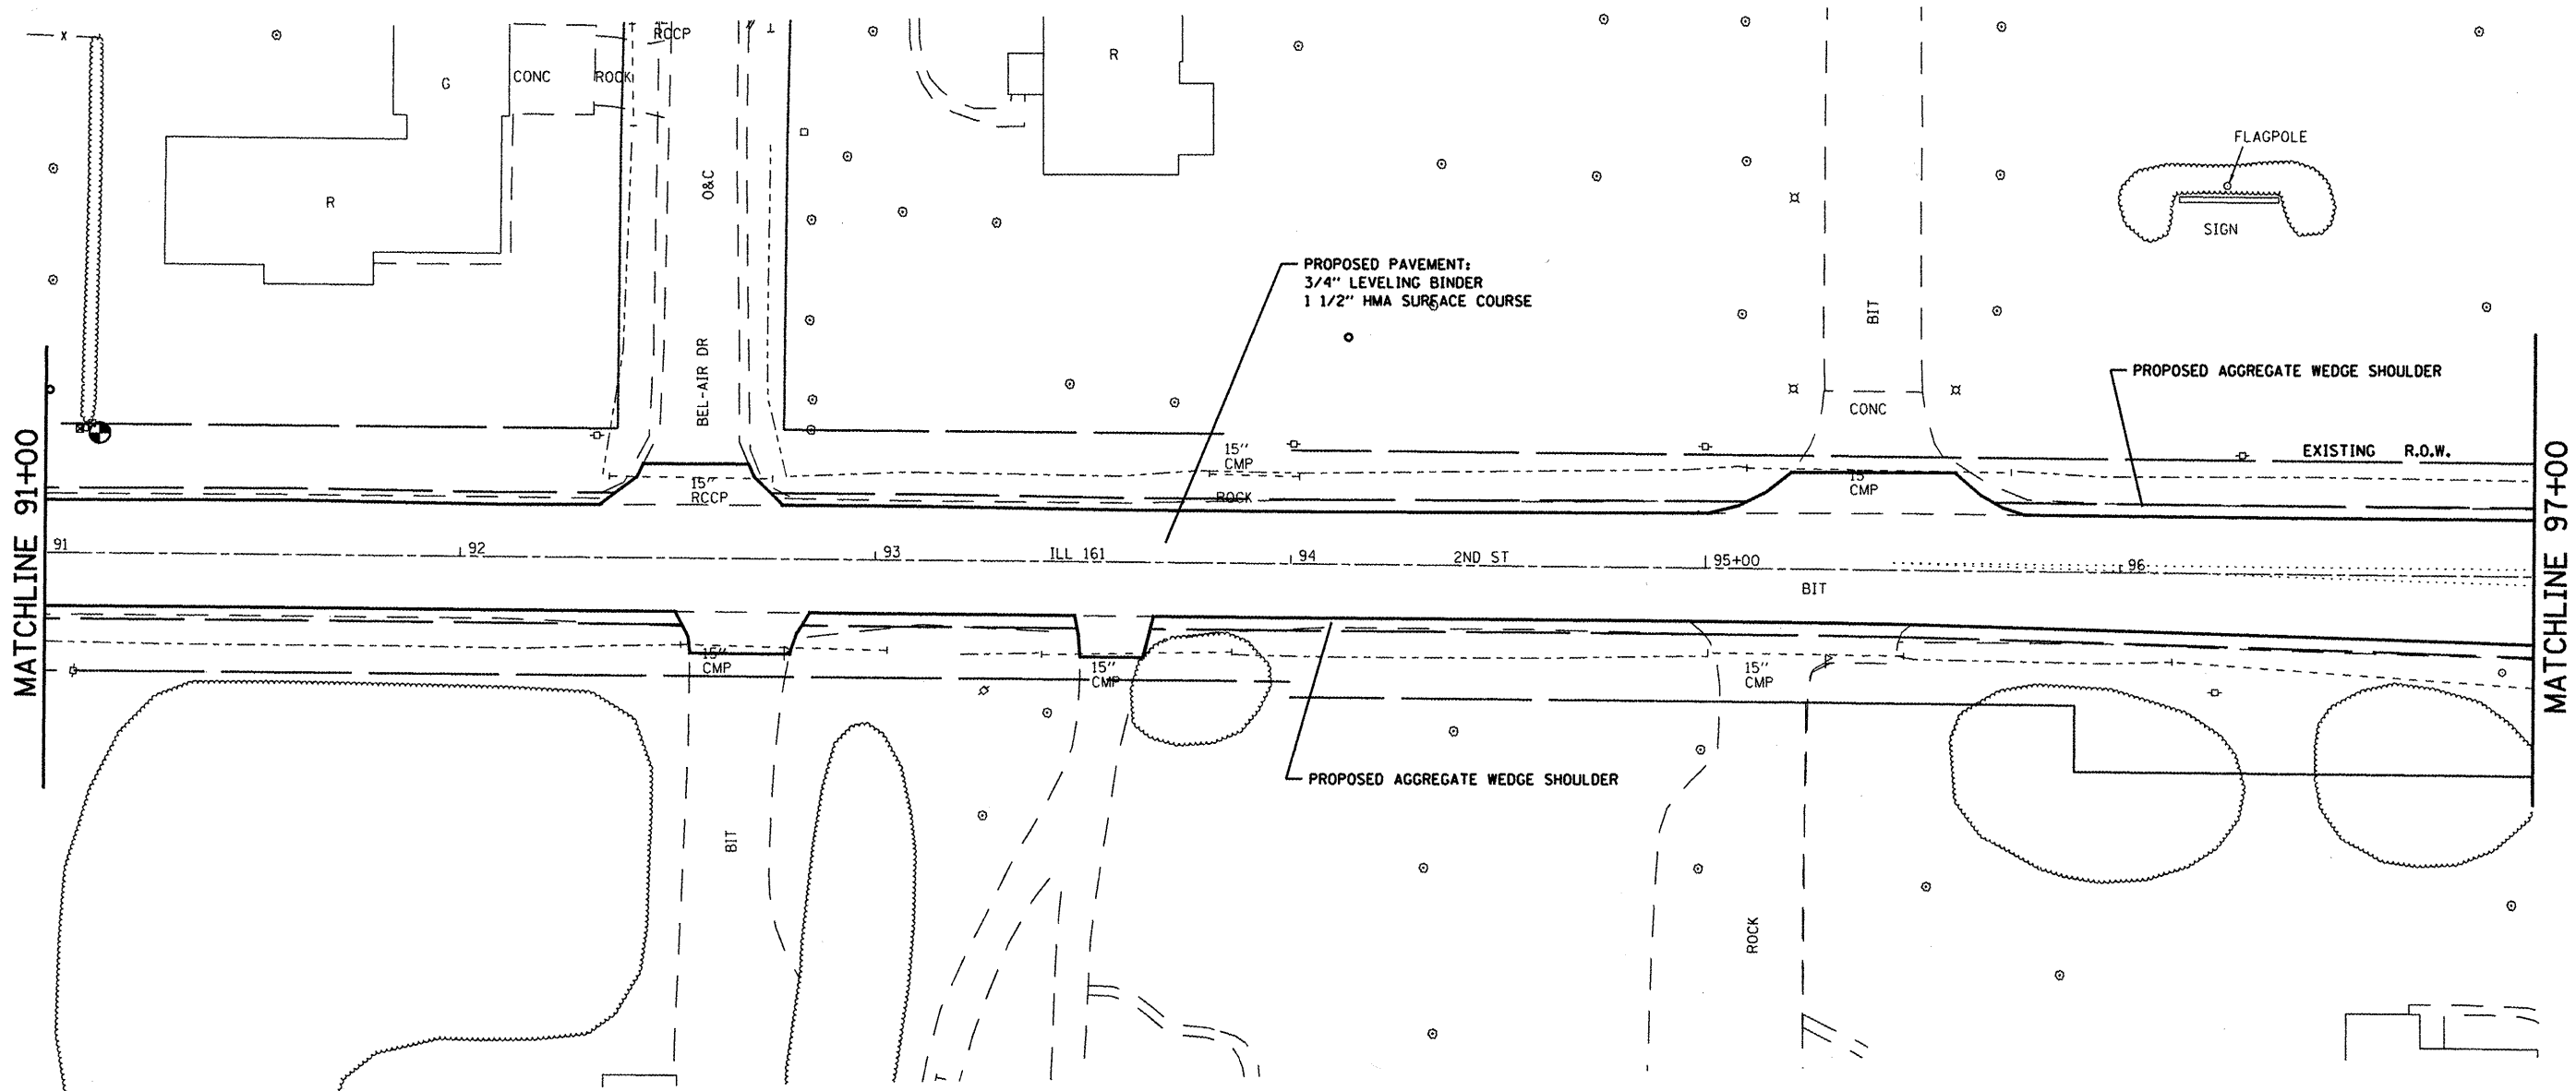 X
RCCP
R
G
CONC
ROCK
FLAGPOLE
O&C
R
SIGN
PROPOSED PAVEMENT:
3/4" LEVELING BINDER
1 1/2" HMA SURFACE COURSE
BIT
BEL-AIR DR
PROPOSED AGGREGATE WEDGE SHOULDER
CONC
MATCHLINE 91+00
MATCHLINE 97+00
EXISTING R.O.W.
15"
CMP
15"
RCCP
ROCK
15"
CMP
91
92
93
ILL 161
94
2ND ST
95+00
96
BIT
15"
CMP
15"
CMP
15"
CMP
PROPOSED AGGREGATE WEDGE SHOULDER
BIT
ROCK